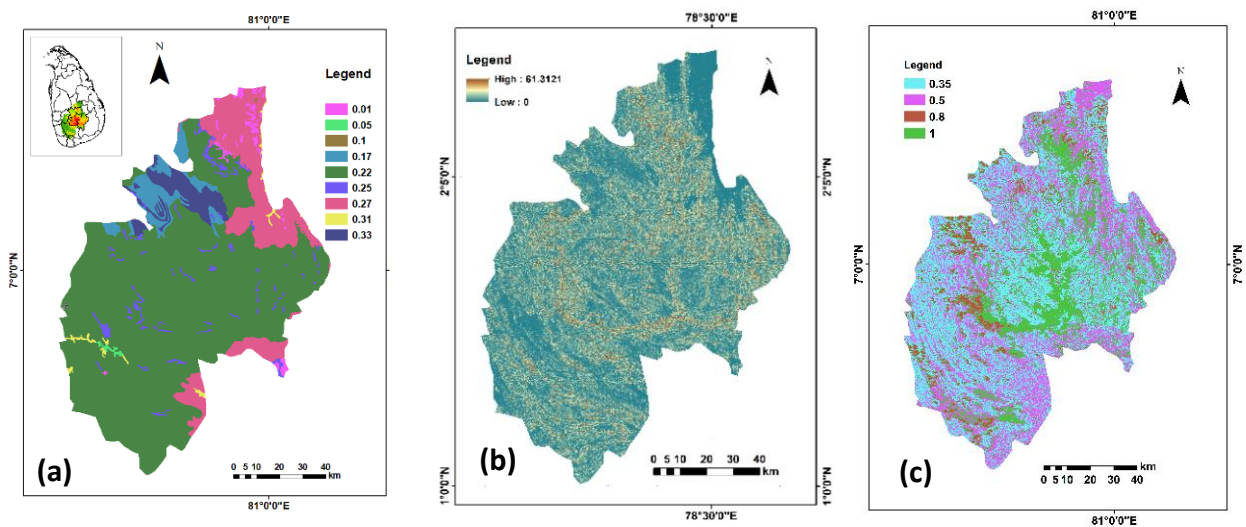 81°0'0"E
N
Legend
0.01
0.05
0.1
0.17
0.22
0.25
0.27
0.31
0.33
7°0'0"N
(a)
0 5 10 20 30 40
km
81°0'0"E
78°30'0"E
Legend
High : 61.3121
Low : 0
N
2°5'0"N
2°5'0"N
(b)
0 5 10 20 30 40
km
1°0'0"N
1°0'0"N
78°30'0"E
81°0'0"E
Legend
0.35
0.5
0.8
1
N
7°0'0"N
7°0'0"N
(c)
0 5 10 20 30 40
km
81°0'0"E